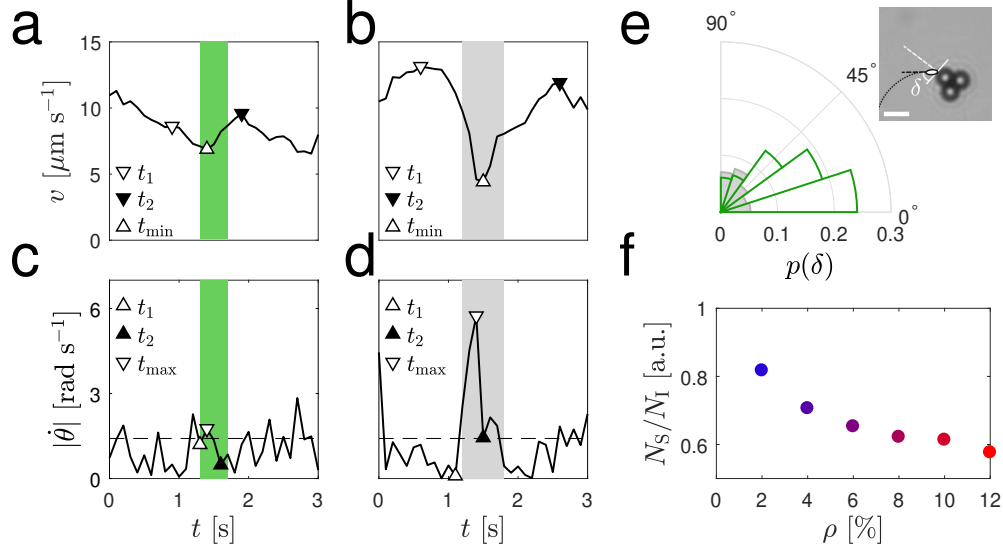 a
15
10
5
0
v [μm s⁻¹]
t₁
t₂
t_min
b
t₁
t₂
t_min
c
6
3
0
|θ̇| [rad s⁻¹]
t₁
t₂
t_max
0
1
2
3
t [s]
d
t₁
t₂
t_max
0
1
2
3
t [s]
e
90°
45°
0°
δ
0
0.1
0.2
0.3
p(δ)
f
1
0.8
0.6
N_S/N_I [a.u.]
0
2
4
6
8
10
12
ρ [%]